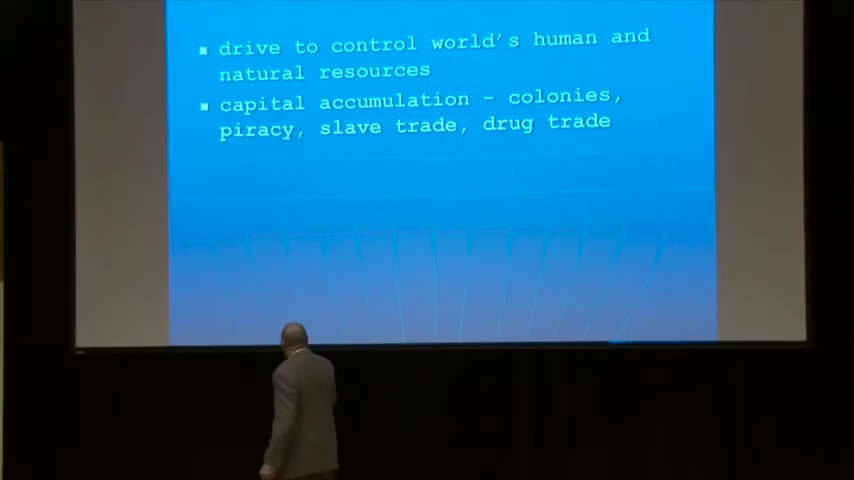 ▪ drive to control world's human and
natural resources
▪ capital accumulation – colonies,
piracy, slave trade, drug trade